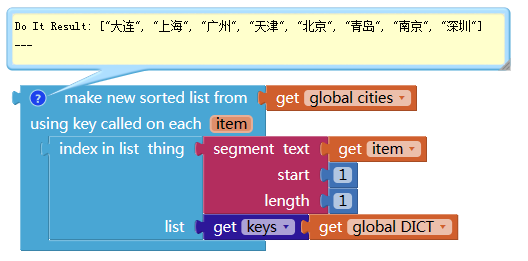 Do It Result: ["大连", "上海", "广州", "天津", "北京", "青岛", "南京", "深圳"]
---
? make new sorted list from get global cities
using key called on each item
index in list thing segment text get item
start 1
length 1
list get keys get global DICT